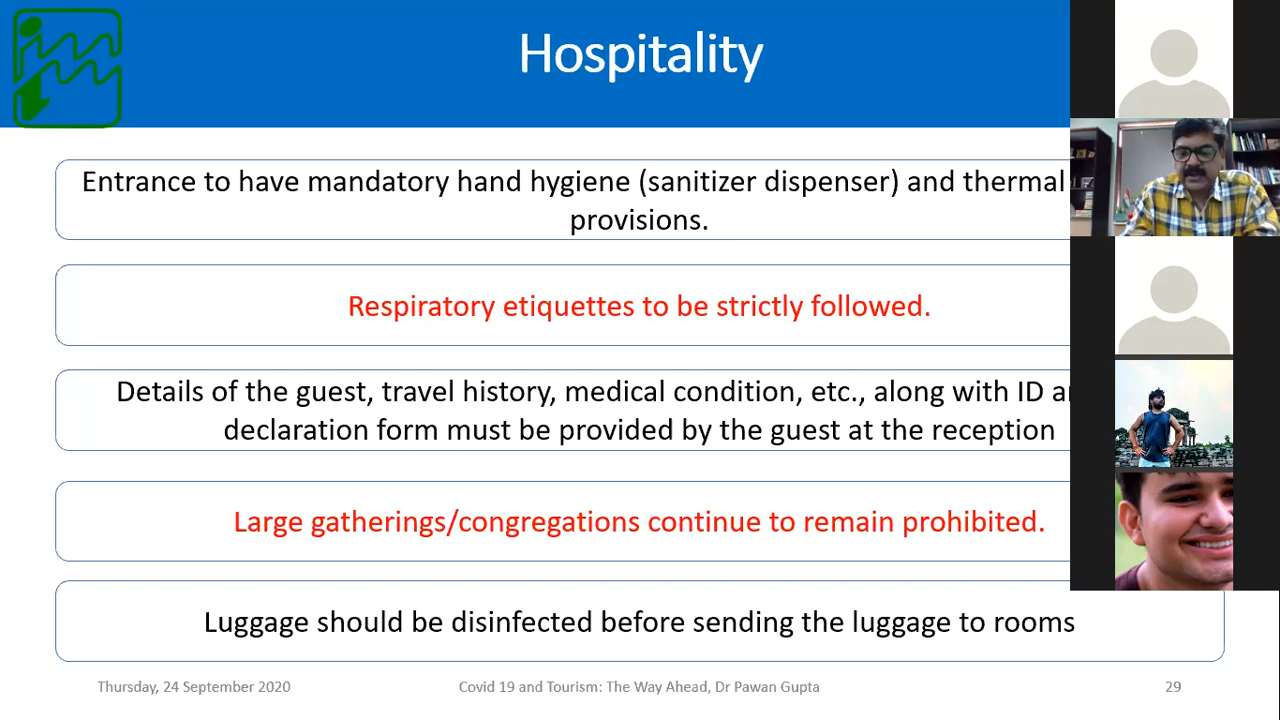 Hospitality
Entrance to have mandatory hand hygiene (sanitizer dispenser) and thermal
provisions.
Respiratory etiquettes to be strictly followed.
Details of the guest, travel history, medical condition, etc., along with ID
declaration form must be provided by the guest at the reception
Large gatherings/congregations continue to remain prohibited.
Luggage should be disinfected before sending the luggage to rooms
Thursday, 24 September 2020
Covid 19 and Tourism: The Way Ahead, Dr Pawan Gupta
29